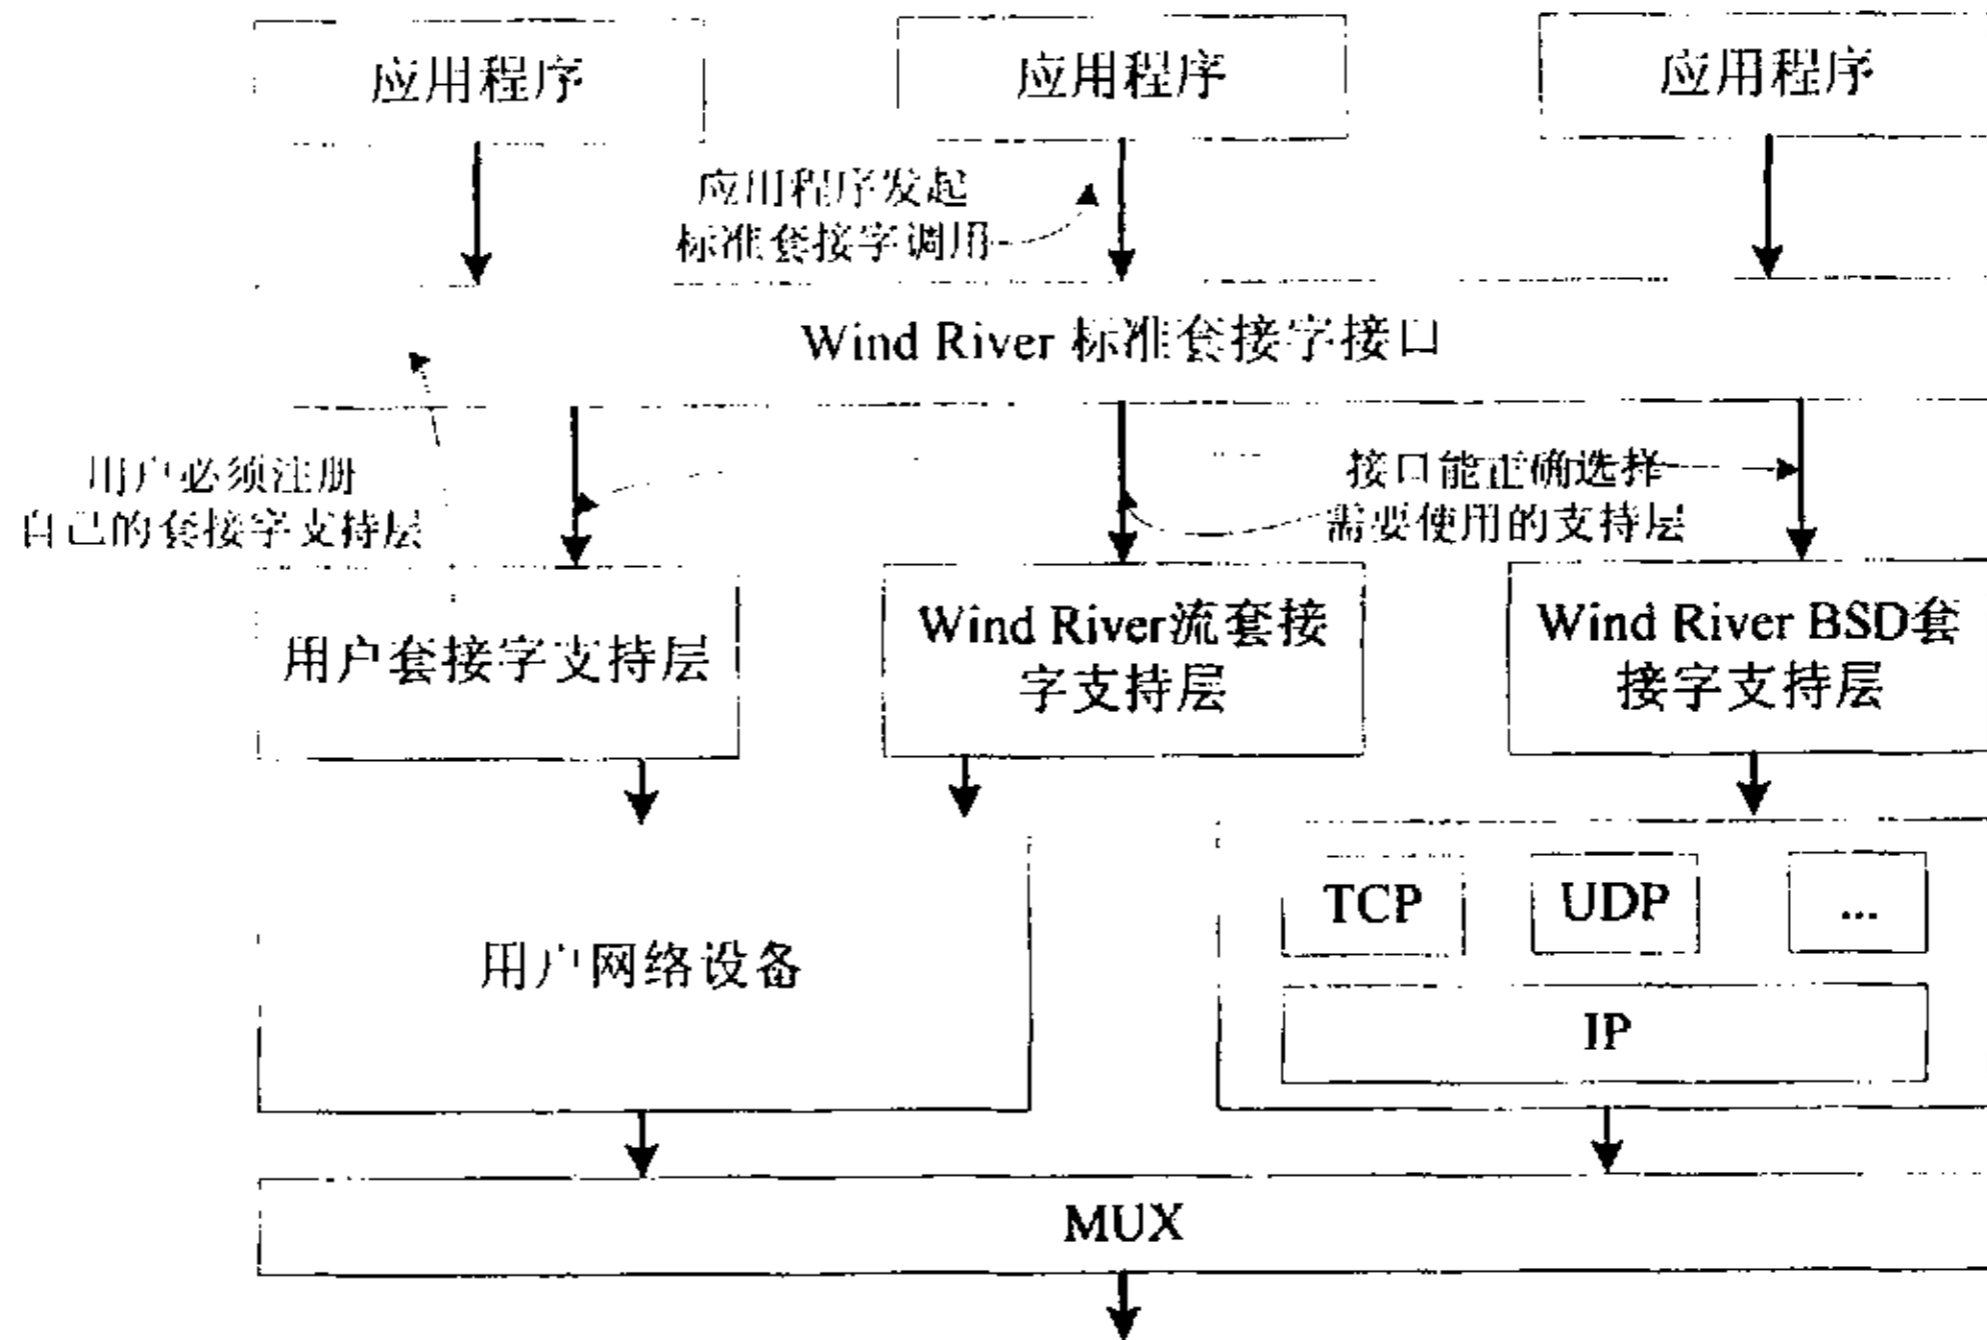 应用程序
应用程序
应用程序
应用程序发起
标准套接字调用
Wind River 标准套接字接口
用户必须注册
自己的套接字支持层
接口能正确选择
需要使用的支持层
用户套接字支持层
Wind River流套接
字支持层
Wind River BSD套
接字支持层
用户网络设备
TCP
UDP
...
IP
MUX